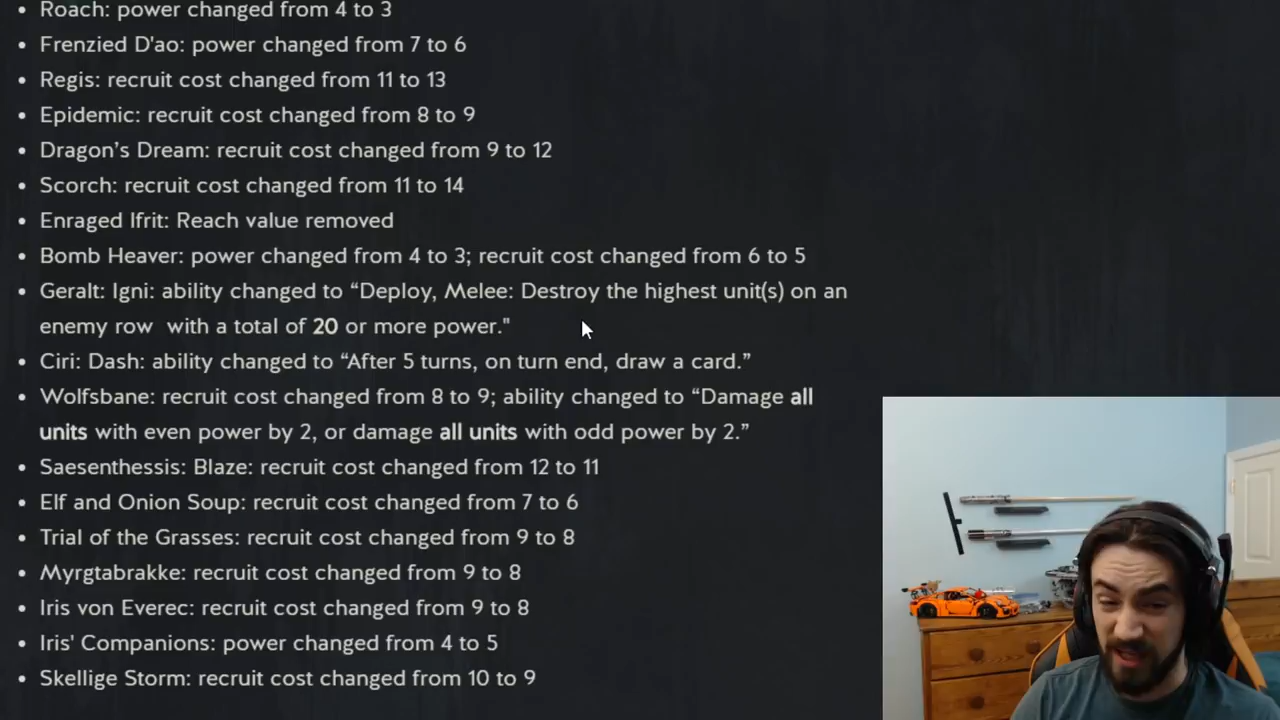 • Roach: power changed from 4 to 3
• Frenzied D'ao: power changed from 7 to 6
• Regis: recruit cost changed from 11 to 13
• Epidemic: recruit cost changed from 8 to 9
• Dragon’s Dream: recruit cost changed from 9 to 12
• Scorch: recruit cost changed from 11 to 14
• Enraged Ifrit: Reach value removed
• Bomb Heaver: power changed from 4 to 3; recruit cost changed from 6 to 5
• Geralt: Igni: ability changed to “Deploy, Melee: Destroy the highest unit(s) on an
enemy row with a total of 20 or more power."
• Ciri: Dash: ability changed to “After 5 turns, on turn end, draw a card.”
• Wolfsbane: recruit cost changed from 8 to 9; ability changed to “Damage all
units with even power by 2, or damage all units with odd power by 2.”
• Saesenthessis: Blaze: recruit cost changed from 12 to 11
• Elf and Onion Soup: recruit cost changed from 7 to 6
• Trial of the Grasses: recruit cost changed from 9 to 8
• Myrgtabrakke: recruit cost changed from 9 to 8
• Iris von Everec: recruit cost changed from 9 to 8
• Iris' Companions: power changed from 4 to 5
• Skellige Storm: recruit cost changed from 10 to 9